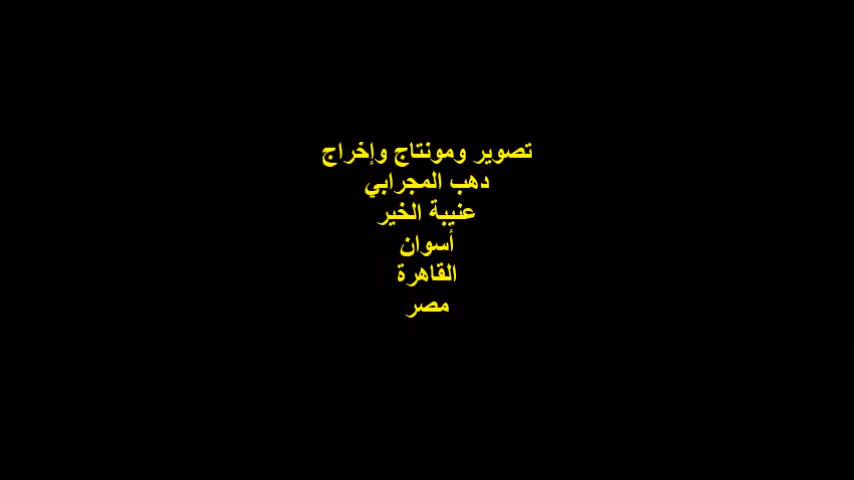 تصوير ومونتاج وإخراج
دهب المجرابي
عنيبة الخير
أسوان
القاهرة
مصر